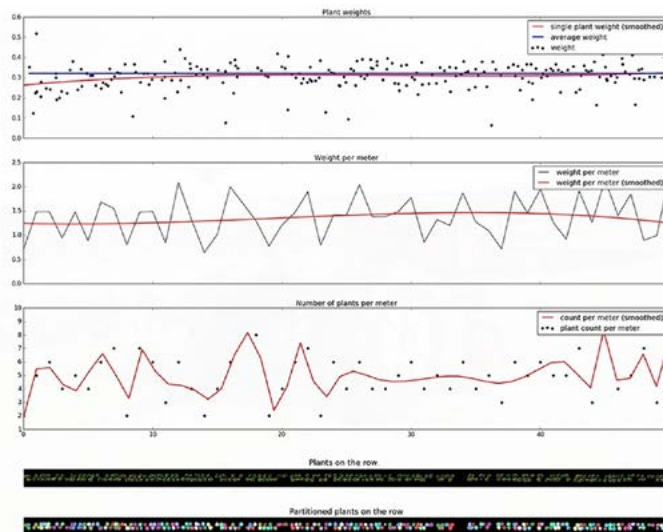 Plant weights
0.6
0.5
0.4
0.3
0.2
0.1
0.0
single plant weight (smoothed)
average weight
weight
Weight per meter
2.5
2.0
1.5
1.0
0.5
0.0
weight per meter
weight per meter (smoothed)
Number of plants per meter
10
9
8
7
6
5
4
3
2
1
count per meter (smoothed)
plant count per meter
0 10 20 30 40
Plants on the row
Partitioned plants on the row